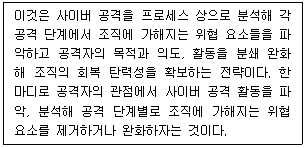 이것은 사이버 공격을 프로세스 상으로 분석해 각
공격 단계에서 조직에 가해지는 위협 요소들을 파
악하고 공격자의 목적과 의도, 활동을 분쇄 완화
해 조직의 회복 탄력성을 확보하는 전략이다. 한
마디로 공격자의 관점에서 사이버 공격 활동을 파
악, 분석해 공격 단계별로 조직에 가해지는 위협
요소를 제거하거나 완화하자는 것이다.